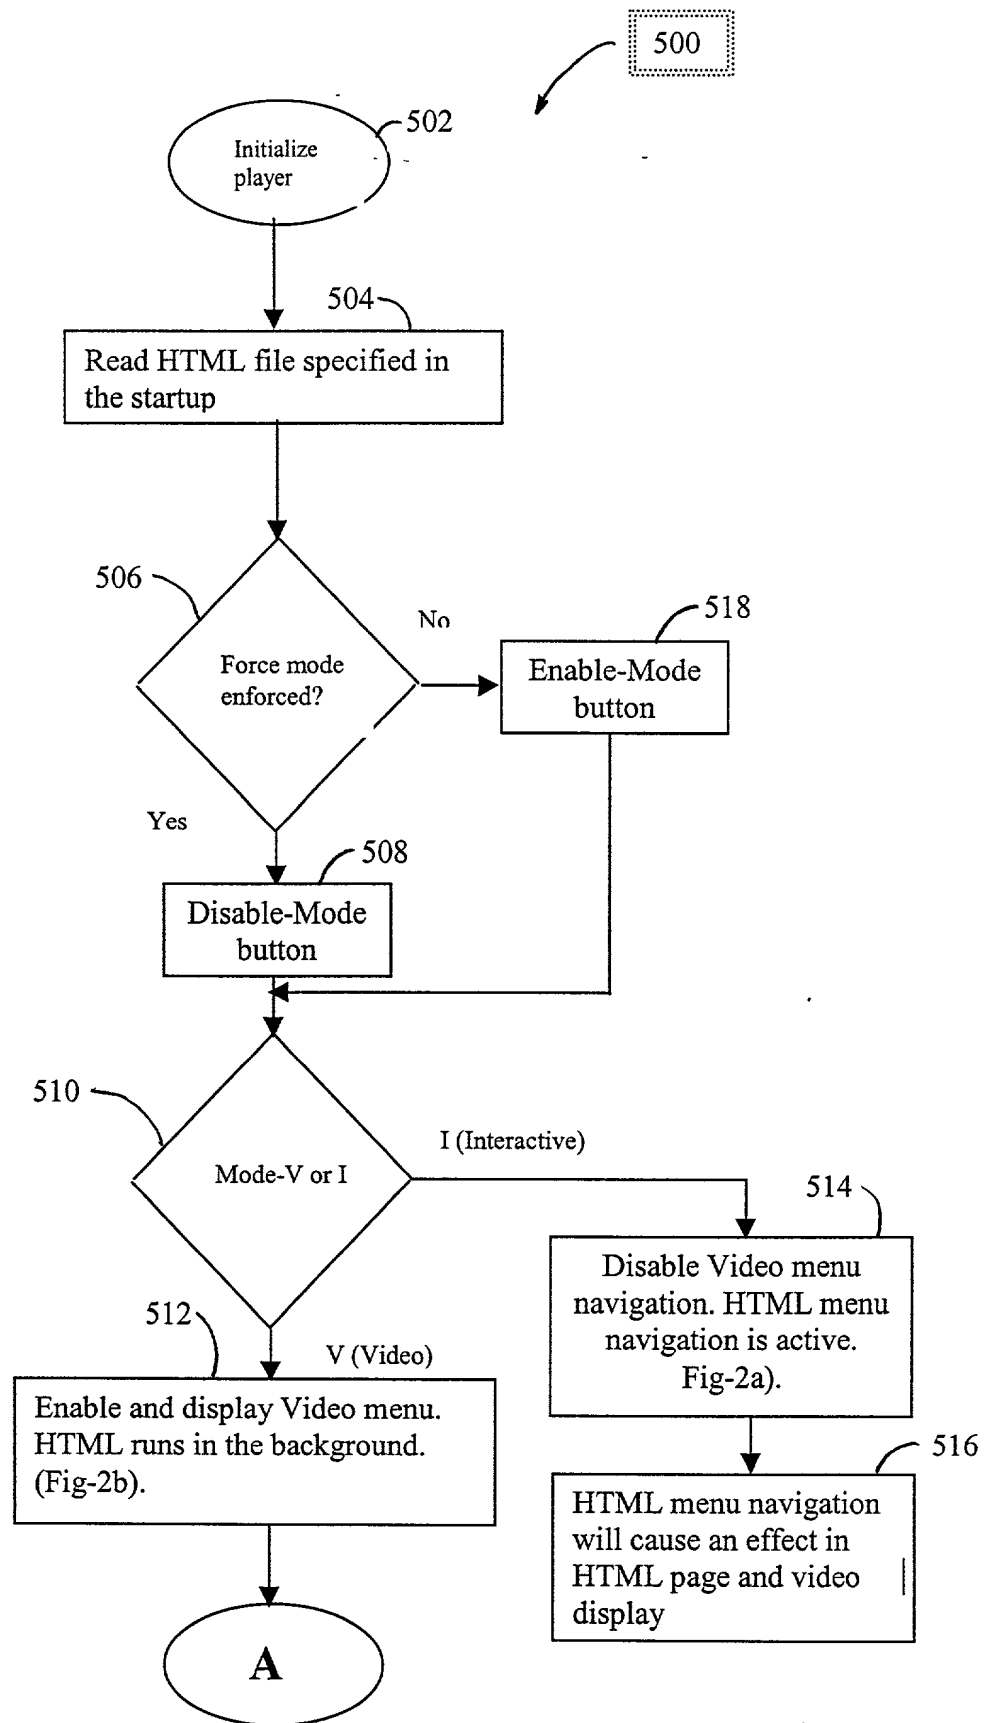 500
502
Initialize
player
504
Read HTML file specified in
the startup
506
Force mode
enforced?
No
518
Enable-Mode
button
Yes
508
Disable-Mode
button
510
Mode-V or I
I (Interactive)
514
Disable Video menu
navigation. HTML menu
navigation is active.
Fig-2a).
512
V (Video)
Enable and display Video menu.
HTML runs in the background.
(Fig-2b).
516
HTML menu navigation
will cause an effect in
HTML page and video
display
A